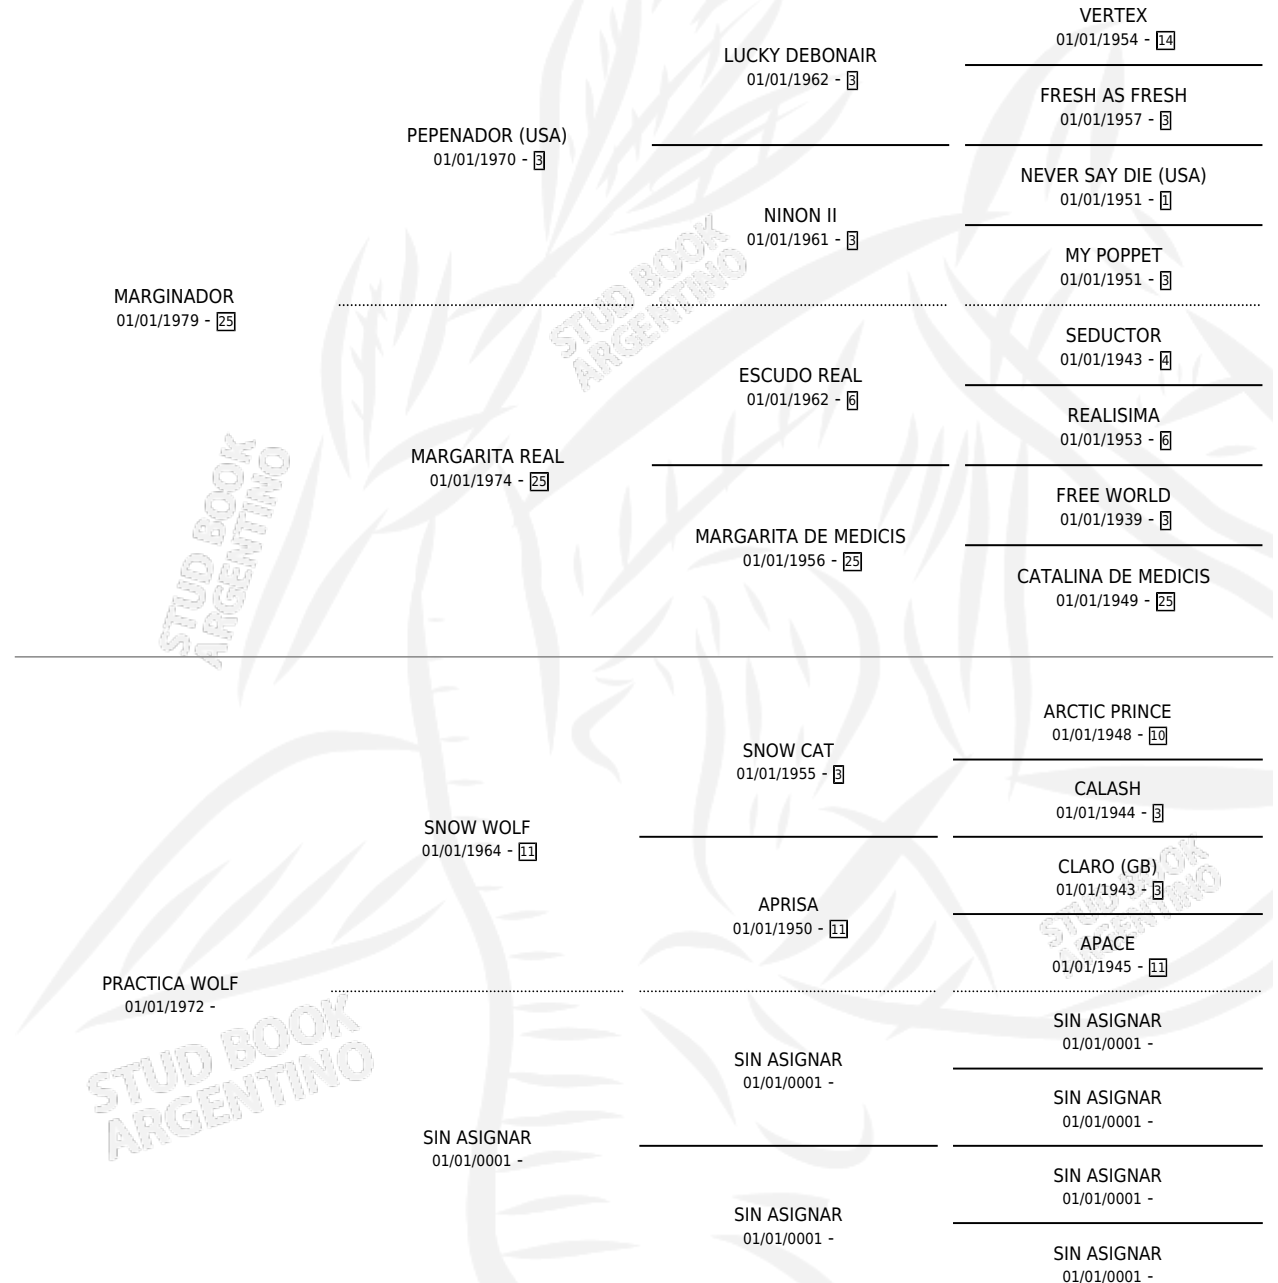 VERTEX
01/01/1954 - 14
LUCKY DEBONAIR
01/01/1962 - 3
FRESH AS FRESH
01/01/1957 - 3
PEPENADOR (USA)
01/01/1970 - 3
NEVER SAY DIE (USA)
01/01/1951 - 1
NINON II
01/01/1961 - 3
MY POPPET
01/01/1951 - 3
MARGINADOR
01/01/1979 - 25
STUD BOOK
ARGENTINO
SEDUCTOR
01/01/1943 - 4
ESCUDO REAL
01/01/1962 - 6
REALISIMA
01/01/1953 - 6
MARGARITA REAL
01/01/1974 - 25
FREE WORLD
01/01/1939 - 3
MARGARITA DE MEDICIS
01/01/1956 - 25
CATALINA DE MEDICIS
01/01/1949 - 25
STUD BOOK
ARGENTINO
ARCTIC PRINCE
01/01/1948 - 10
SNOW CAT
01/01/1955 - 3
CALASH
01/01/1944 - 3
SNOW WOLF
01/01/1964 - 11
CLARO (GB)
01/01/1943 - 3
APRISA
01/01/1950 - 11
STUD BOOK
ARGENTINO
APACE
01/01/1945 - 11
PRACTICA WOLF
01/01/1972 -
STUD BOOK
ARGENTINO
SIN ASIGNAR
01/01/0001 -
SIN ASIGNAR
01/01/0001 -
SIN ASIGNAR
01/01/0001 -
SIN ASIGNAR
01/01/0001 -
SIN ASIGNAR
01/01/0001 -
SIN ASIGNAR
01/01/0001 -
SIN ASIGNAR
01/01/0001 -